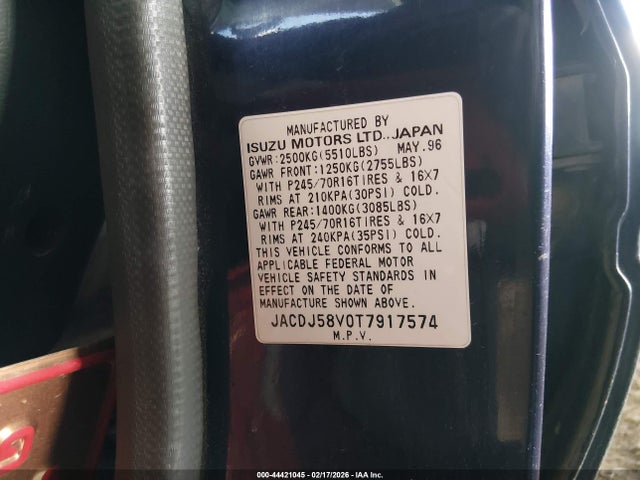 MANUFACTURED BY
ISUZU MOTORS LTD., JAPAN
GVWR:2500KG(5510LBS) MAY.96
GAWR FRONT:1250KG(2755LBS)
WITH P245/70R16TIRES & 16X7
RIMS AT 210KPA(30PSI) COLD.
GAWR REAR:1400KG(3085LBS)
WITH P245/70R16TIRES & 16X7
RIMS AT 240KPA(35PSI) COLD.
THIS VEHICLE CONFORMS TO ALL
APPLICABLE FEDERAL MOTOR
VEHICLE SAFETY STANDARDS IN
EFFECT ON THE DATE OF
MANUFACTURE SHOWN ABOVE.
JACDJ58V0T7917574
M.P.V.
000-44421045 - 02/17/2026 - IAA Inc.